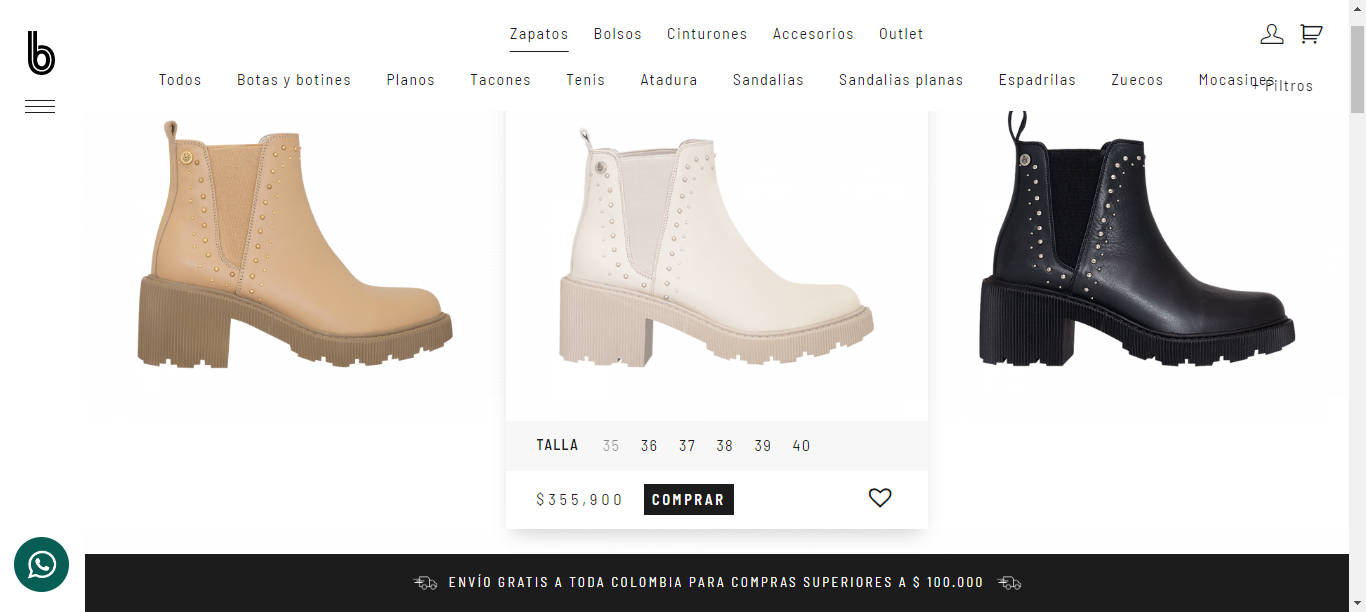 b
Zapatos Bolsos Cinturones Accesorios Outlet
Todos Botas y botines Planos Tacones Tenis Atadura Sandalias Sandalias planas Espadrilas Zuecos Mocasines
+ Filtros
TALLA 35 36 37 38 39 40
$355,900 COMPRAR
ENVÍO GRATIS A TODA COLOMBIA PARA COMPRAS SUPERIORES A $ 100.000